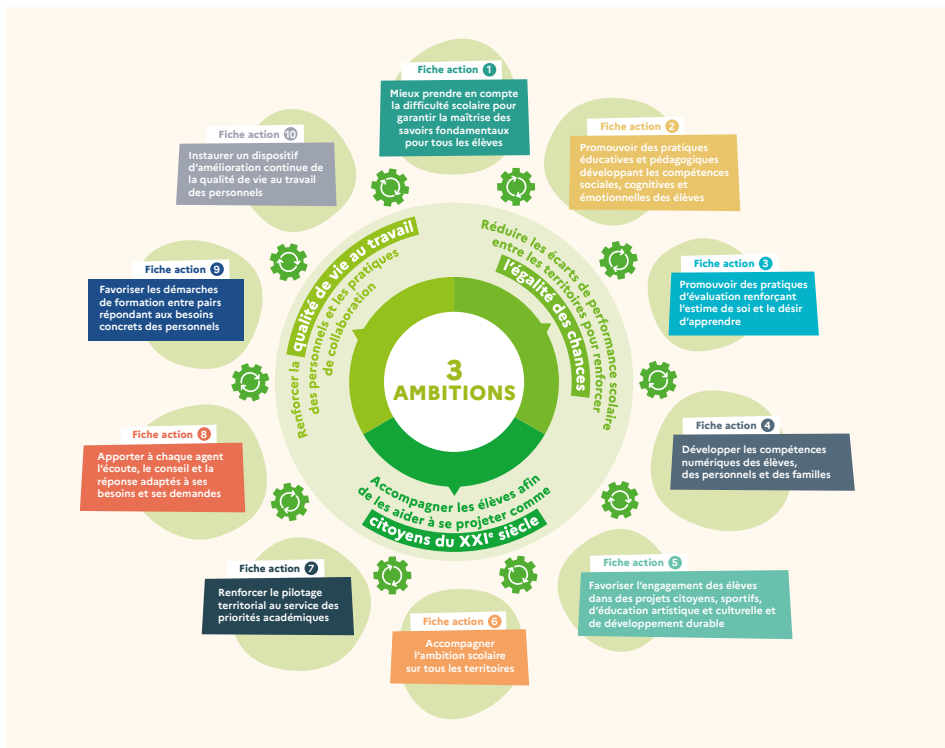 3
AMBITIONS
Réduire les écarts de performance scolaire
entre les territoires pour renforcer
l'égalité des chances
Accompagner les élèves afin
de les aider à se projeter comme
citoyens du XXIe siècle
Renforcer la qualité de vie au travail
des personnels et les pratiques
de collaboration
Fiche action 1
Mieux prendre en compte
la difficulté scolaire pour
garantir la maîtrise des
savoirs fondamentaux
pour tous les élèves
Fiche action 2
Promouvoir des pratiques
éducatives et pédagogiques
développant les compétences
sociales, cognitives et
émotionnelles des élèves
Fiche action 3
Promouvoir des pratiques
d'évaluation renforçant
l'estime de soi et le désir
d'apprendre
Fiche action 4
Développer les compétences
numériques des élèves,
des personnels et des familles
Fiche action 5
Favoriser l'engagement des élèves
dans des projets citoyens, sportifs,
d'éducation artistique et culturelle et
de développement durable
Fiche action 6
Accompagner
l'ambition scolaire
sur tous les territoires
Fiche action 7
Renforcer le pilotage
territorial au service des
priorités académiques
Fiche action 8
Apporter à chaque agent
l'écoute, le conseil et la
réponse adaptés à ses
besoins et ses demandes
Fiche action 9
Favoriser les démarches
de formation entre pairs
répondant aux besoins
concrets des personnels
Fiche action 10
Instaurer un dispositif
d'amélioration continue de
la qualité de vie au travail
des personnels